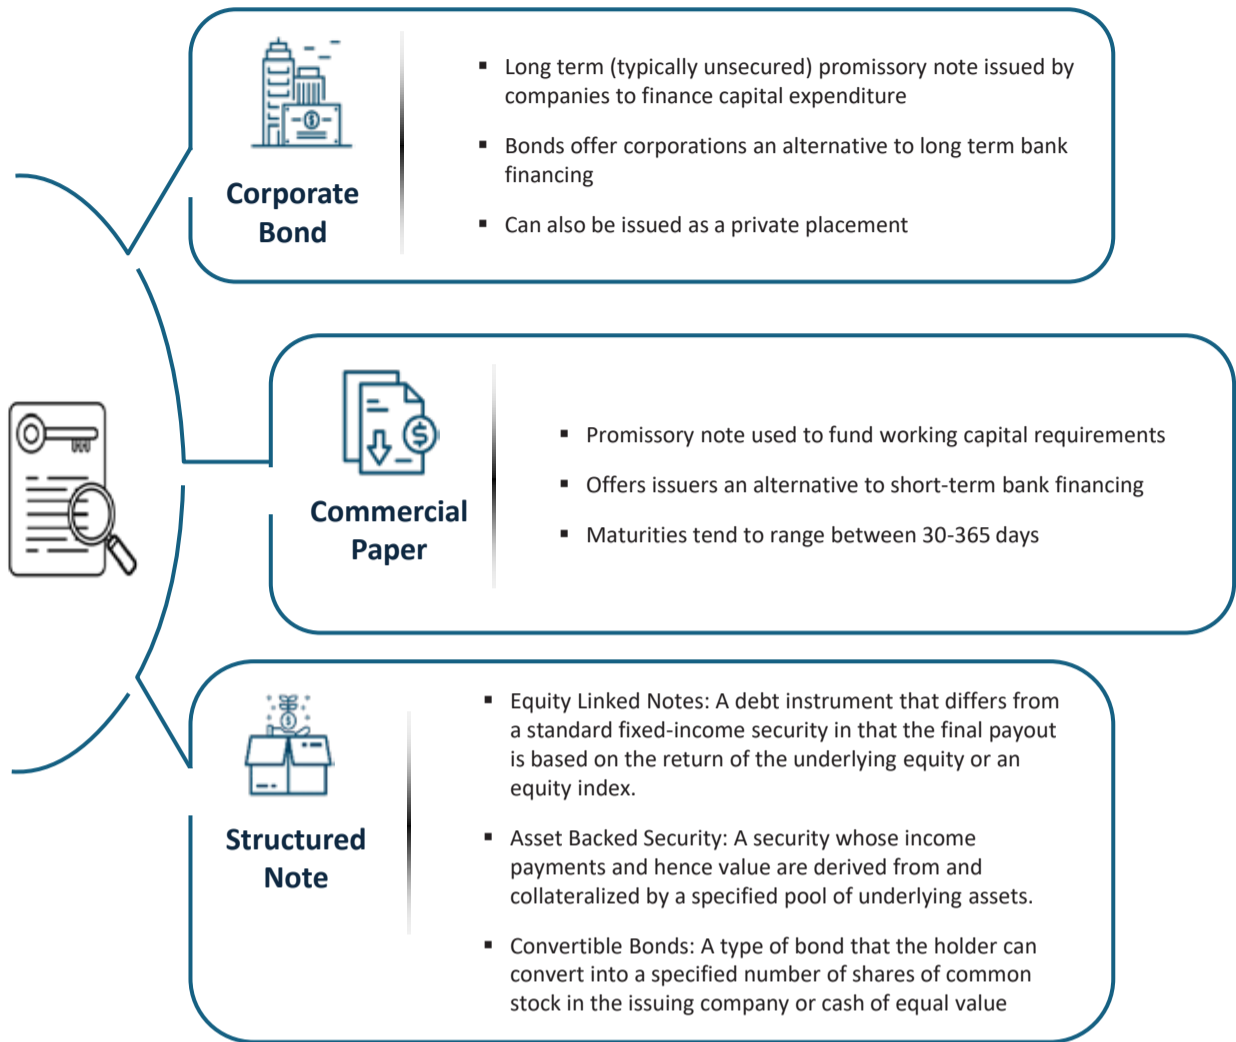 Corporate
Bond
▪ Long term (typically unsecured) promissory note issued by
companies to finance capital expenditure
▪ Bonds offer corporations an alternative to long term bank
financing
▪ Can also be issued as a private placement
Commercial
Paper
▪ Promissory note used to fund working capital requirements
▪ Offers issuers an alternative to short-term bank financing
▪ Maturities tend to range between 30-365 days
Structured
Note
▪ Equity Linked Notes: A debt instrument that differs from
a standard fixed-income security in that the final payout
is based on the return of the underlying equity or an
equity index.
▪ Asset Backed Security: A security whose income
payments and hence value are derived from and
collateralized by a specified pool of underlying assets.
▪ Convertible Bonds: A type of bond that the holder can
convert into a specified number of shares of common
stock in the issuing company or cash of equal value